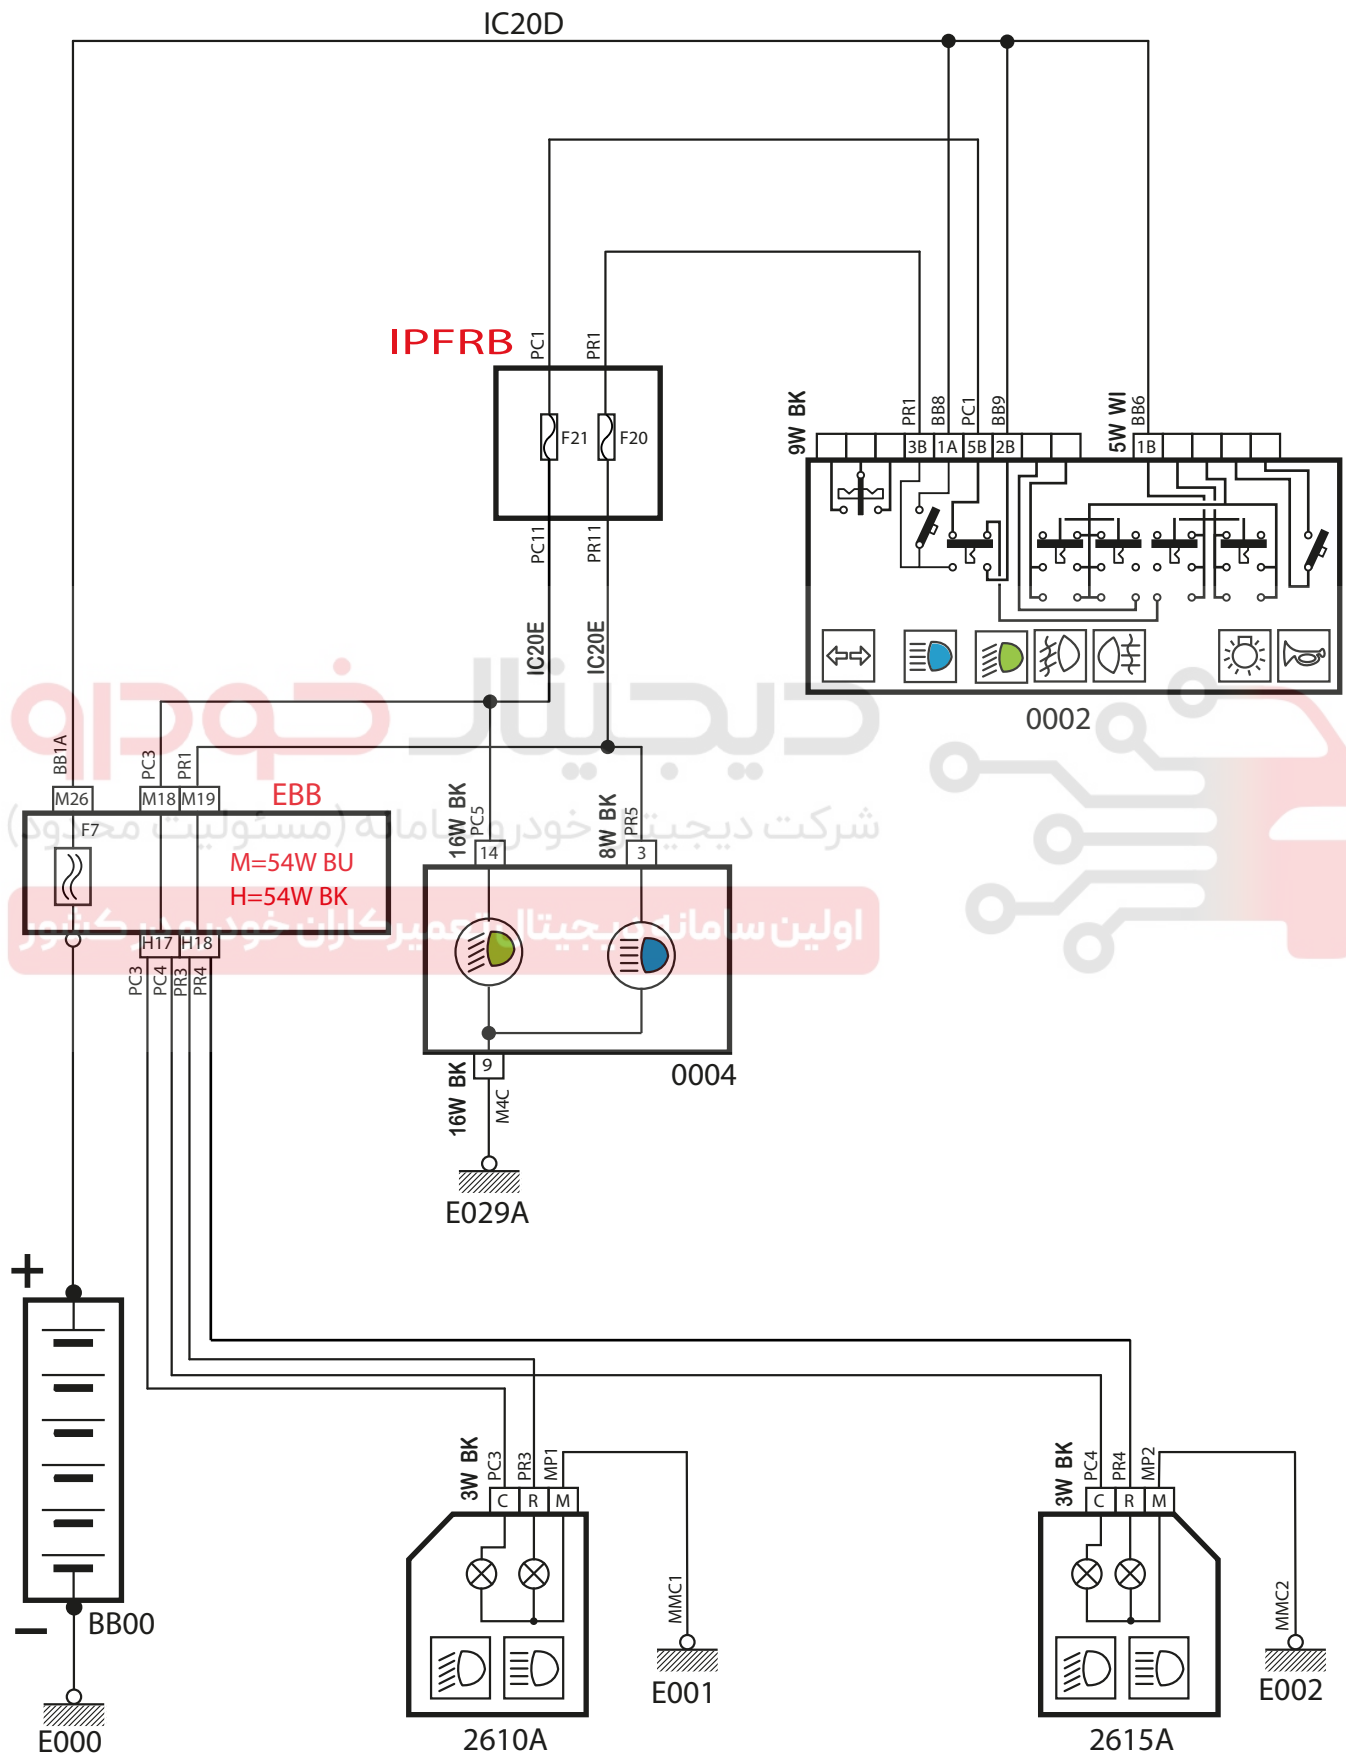 IC20D
IPFRB
PC1
PR1
F21
F20
PC11
PR11
IC20E
IC20E
9W BK
PR1
BB8
PC1
BB9
5W WI
BB6
3B
1A
5B
2B
1B
0002
دیجیتال خودرو
شرکت دیجیتال خودرو سامانه (مسئولیت محدود)
اولین سامانه دیجیتال تعمیرکاران خودرو در کشور
BB1A
PC3
PR1
M26
M18
M19
EBB
F7
M=54W BU
H=54W BK
H17
H18
PC3
PC4
PR3
PR4
16W BK
PC5
8W BK
PR5
14
3
9
0004
16W BK
M4C
E029A
+
−
BB00
E000
3W BK
PC3
PR3
MP1
C
R
M
MMC1
E001
2610A
3W BK
PC4
PR4
MP2
C
R
M
MMC2
E002
2615A